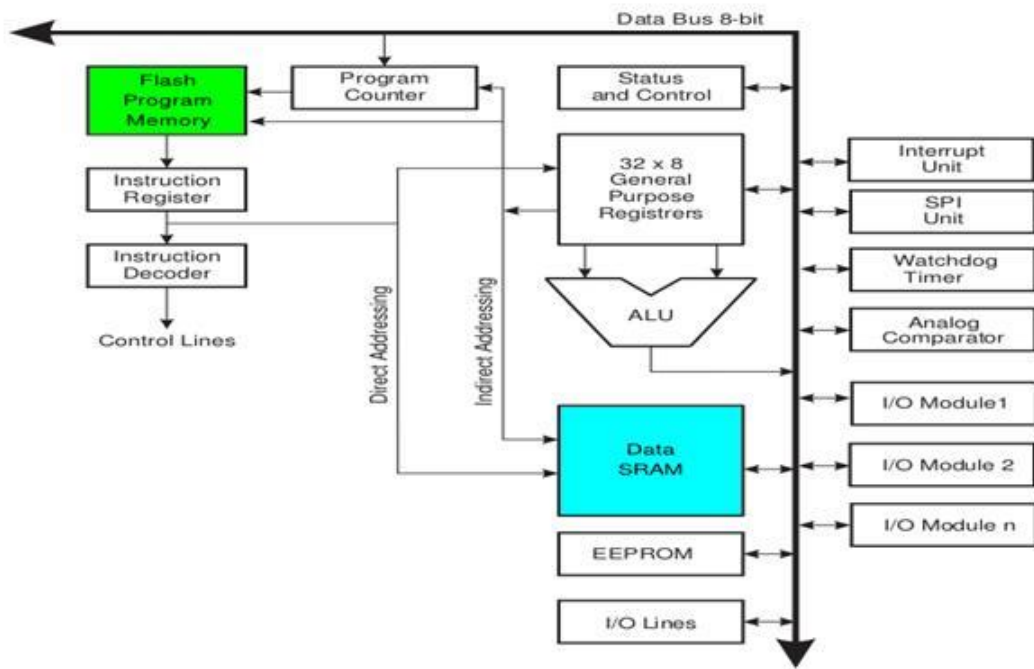 Data Bus 8-bit
Flash
Program
Memory
Program
Counter
Status
and Control
Instruction
Register
32 x 8
General
Purpose
Registrers
Interrupt
Unit
SPI
Unit
Instruction
Decoder
Watchdog
Timer
Control Lines
Direct Addressing
Indirect Addressing
ALU
Analog
Comparator
I/O Module1
Data
SRAM
I/O Module 2
I/O Module n
EEPROM
I/O Lines